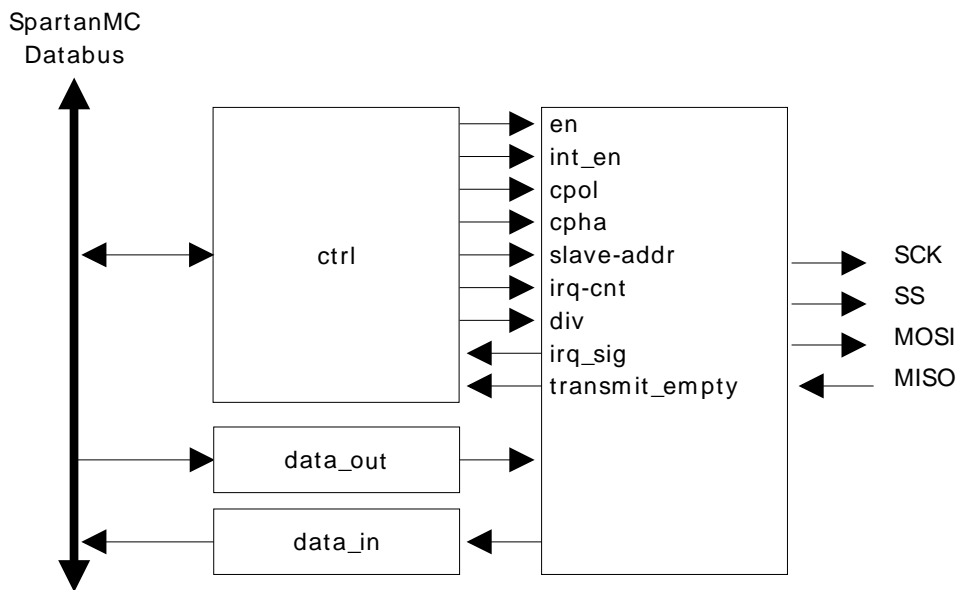 SpartanMC
Databus
ctrl
en
int_en
cpol
cpha
slave-addr
irq-cnt
div
irq_sig
transmit_empty
SCK
SS
MOSI
MISO
data_out
data_in